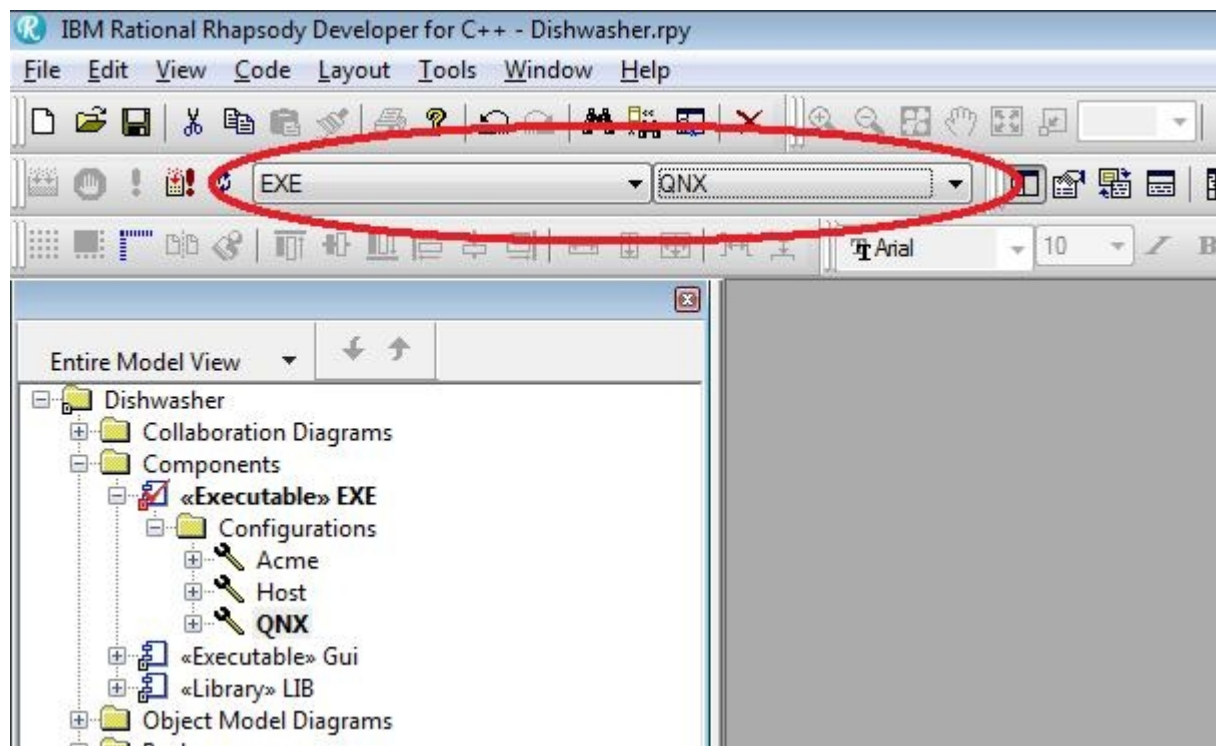 IBM Rational Rhapsody Developer for C++ - Dishwasher.rpy
File Edit View Code Layout Tools Window Help
EXE QNX
Arial 10 I B
Entire Model View
Dishwasher
Collaboration Diagrams
Components
«Executable» EXE
Configurations
Acme
Host
QNX
«Executable» Gui
«Library» LIB
Object Model Diagrams